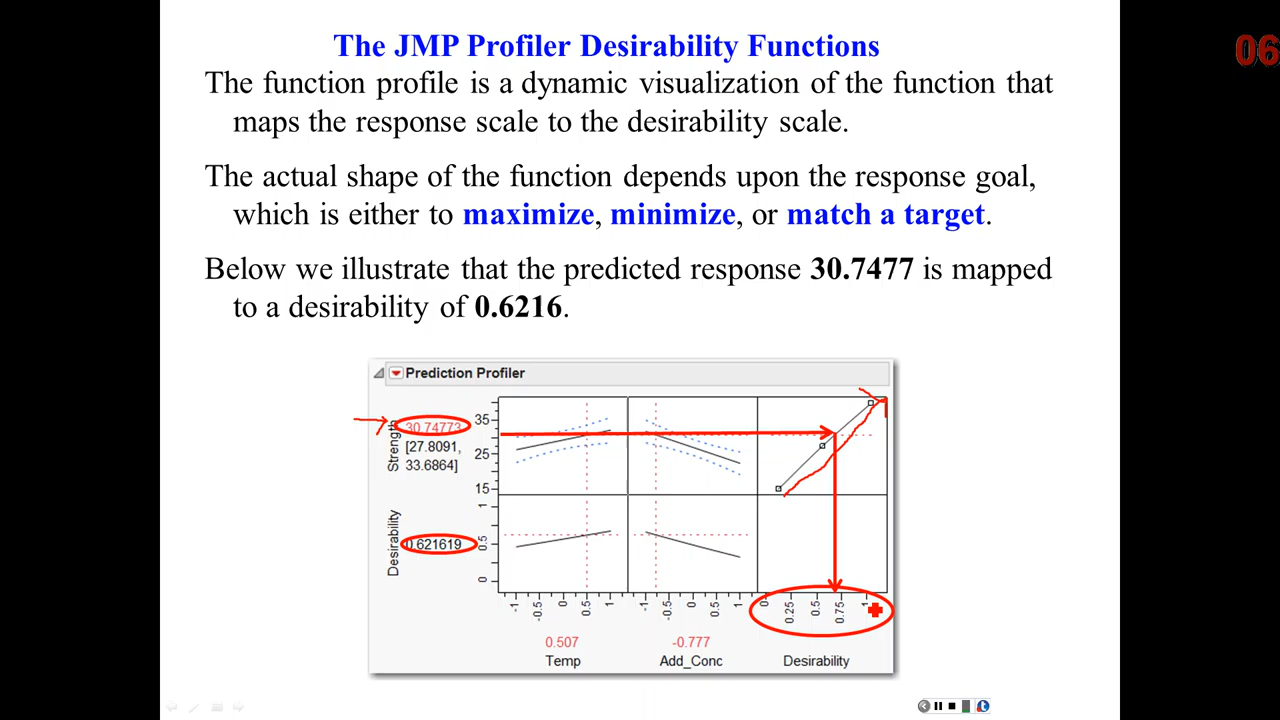 The JMP Profiler Desirability Functions
06
The function profile is a dynamic visualization of the function that
maps the response scale to the desirability scale.
The actual shape of the function depends upon the response goal,
which is either to maximize, minimize, or match a target.
Below we illustrate that the predicted response 30.7477 is mapped
to a desirability of 0.6216.
Prediction Profiler
Strength
30.74773
[27.8091,
33.6864]
35
25
15
Desirability
0.621619
1
0.5
0
-1
-0.5
0
0.5
1
-1
-0.5
0
0.5
1
0
0.25
0.5
0.75
1
0.507
-0.777
Temp
Add_Conc
Desirability